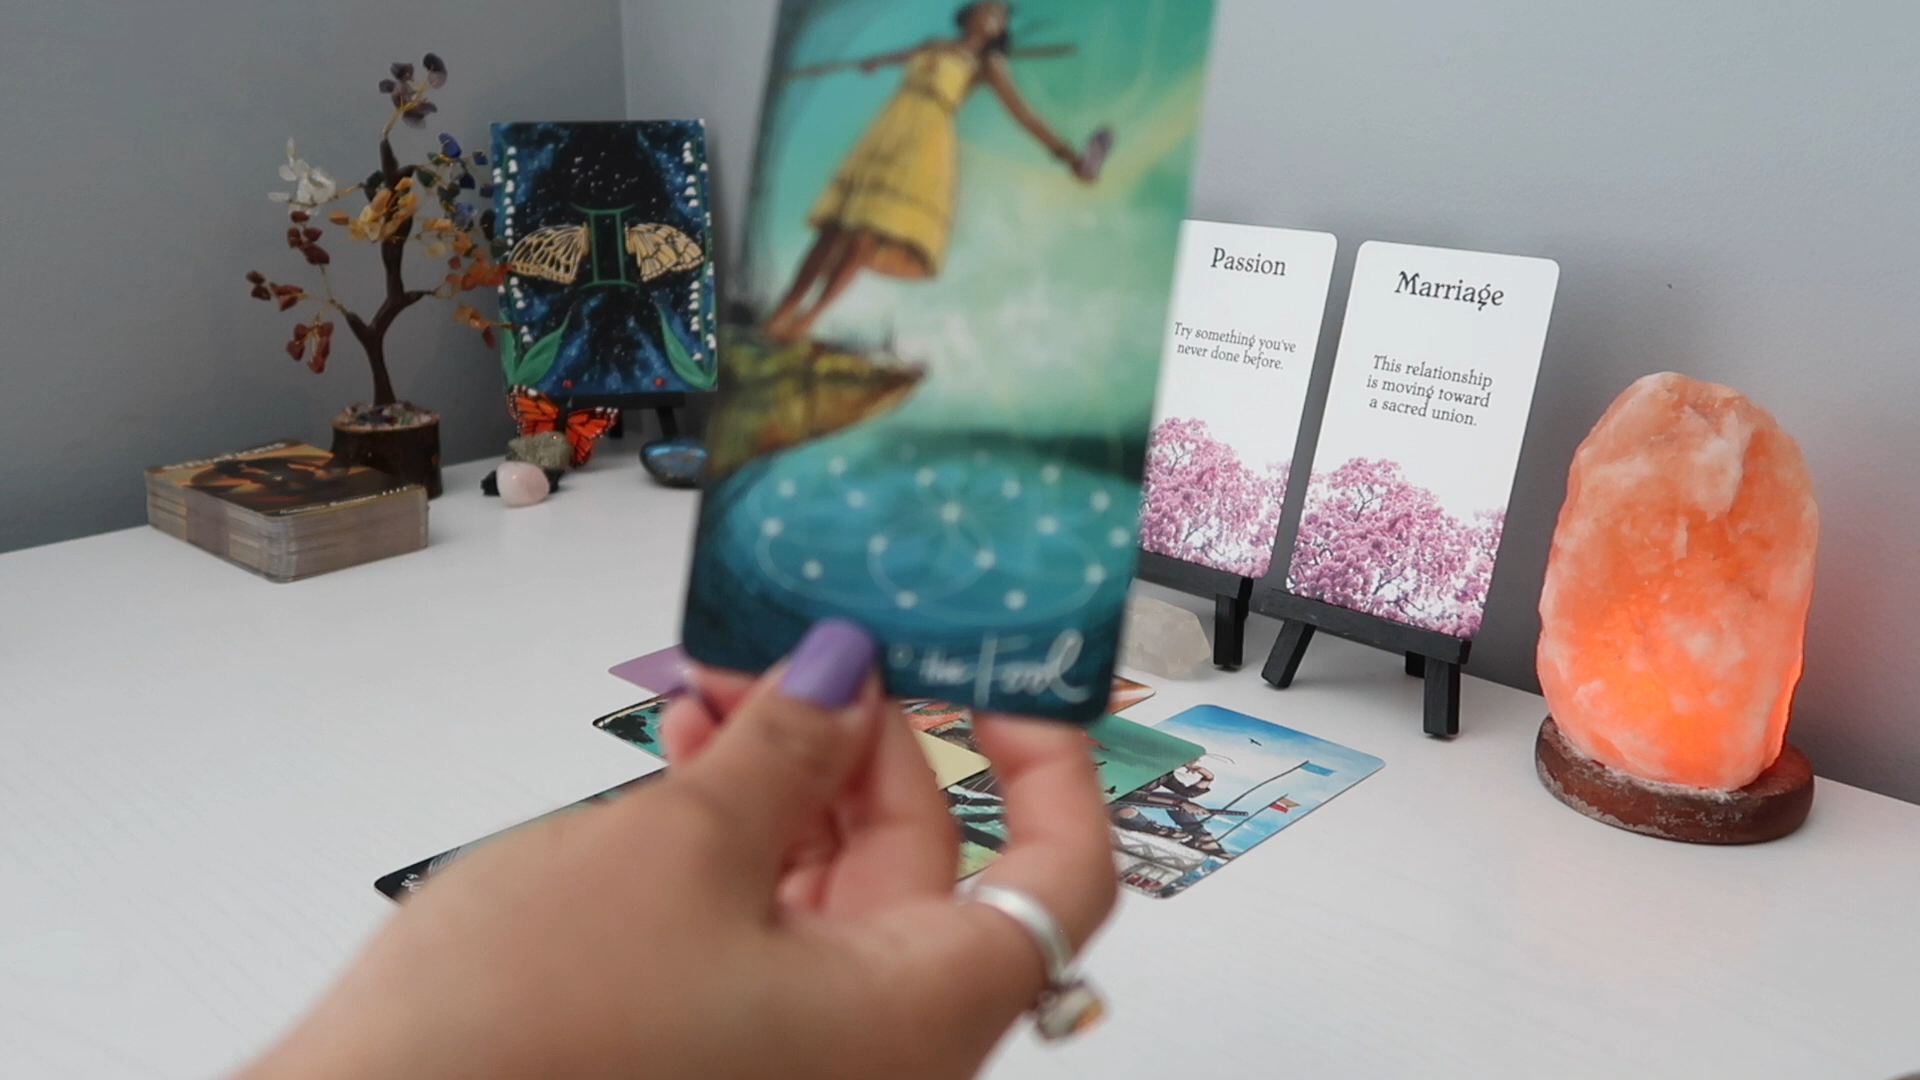 o the Fool
Passion
Try something you've
never done before.
Marriage
This relationship
is moving toward
a sacred union.